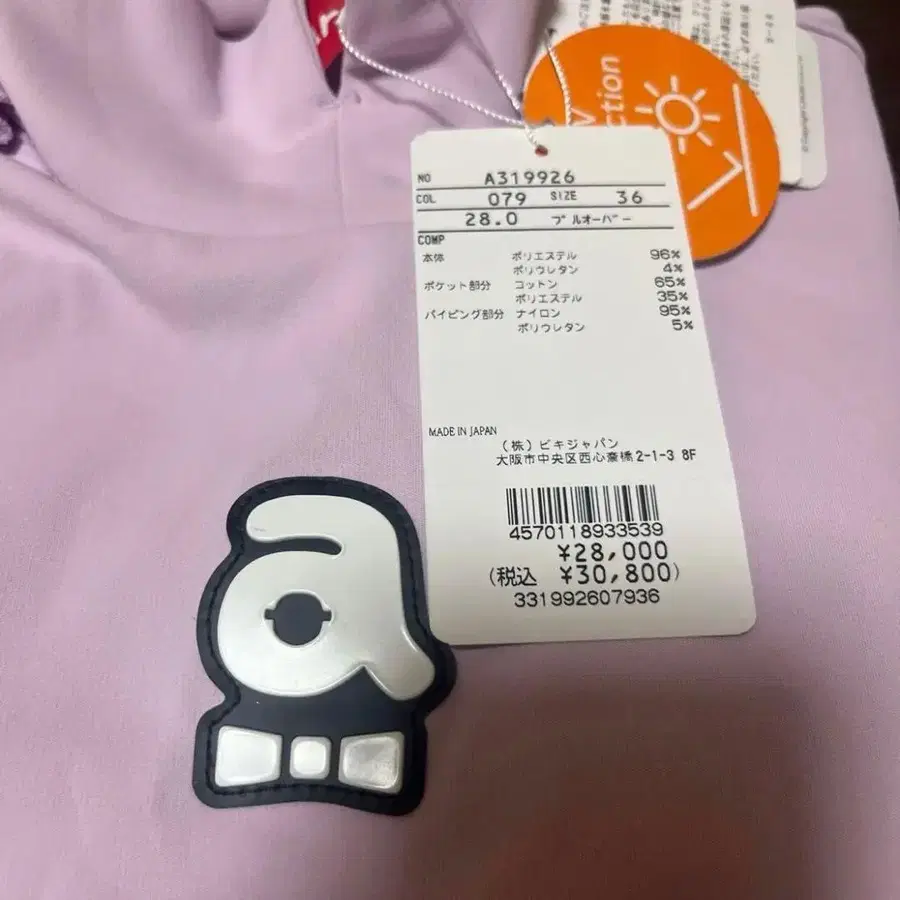 NO A319926
COL 079 SIZE 36
28.0 プルオーバー
COMP
本体 ポリエステル 96%
ポリウレタン 4%
ポケット部分 コットン 65%
ポリエステル 35%
パイピング部分 ナイロン 95%
ポリウレタン 5%
MADE IN JAPAN
(株)ビキジャパン
大阪市中央区西心斎橋2-1-3 8F
4570118933539
¥28,000
(税込 ¥30,800)
331992607936
a